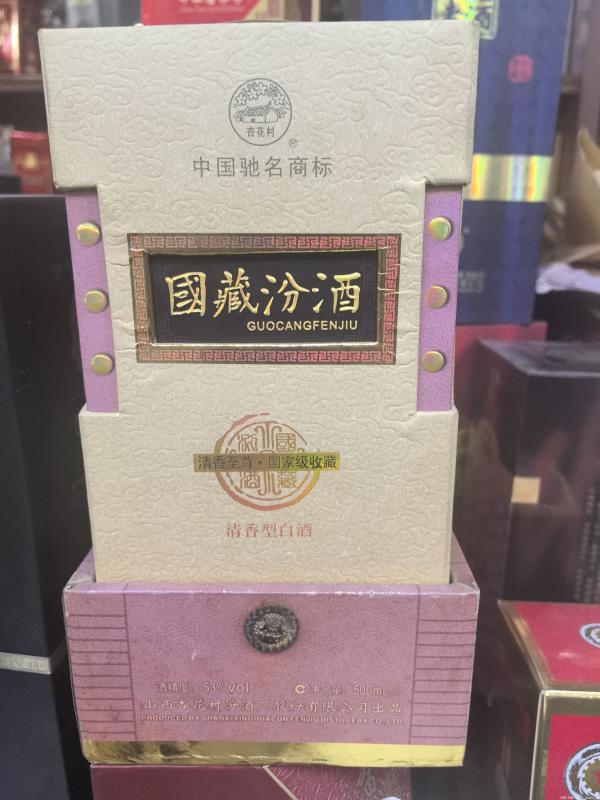 杏花村
®
中国驰名商标
國藏汾酒
GUOCANGFENJIU
國藏汾酒
清香至尊·国家级收藏
清香型白酒
酒精度：53%vol
净含量：500mL
山西杏花村汾酒厂股份有限公司出品
PRODUCED BY SHANXI XINGHUACUN FENJIU DISTILLERY CO.,LTD.